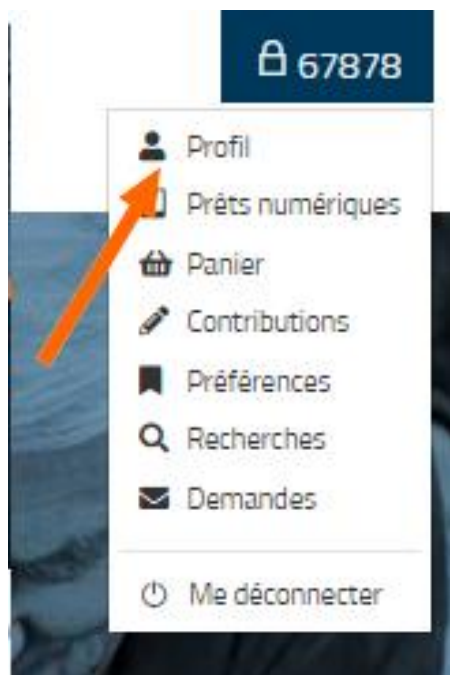 67878
Profil
Prêts numériques
Panier
Contributions
Préférences
Recherches
Demandes
Me déconnecter